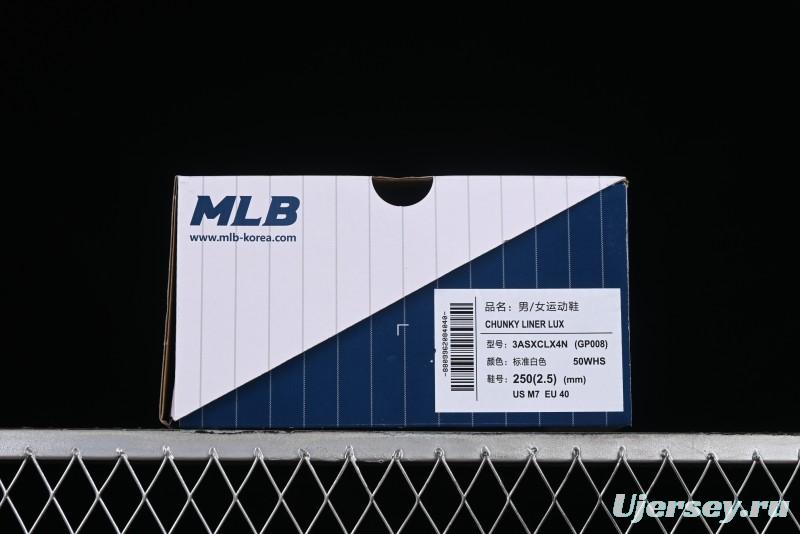 MLB
www.mlb-korea.com
品名: 男/女运动鞋
CHUNKY LINER LUX
型号: 3ASXCLX4N (GP008)
颜色: 标准白色 50WHS
鞋号: 250(2.5) (mm)
US M7 EU 40
-8809962084840-
Ujersey.ru